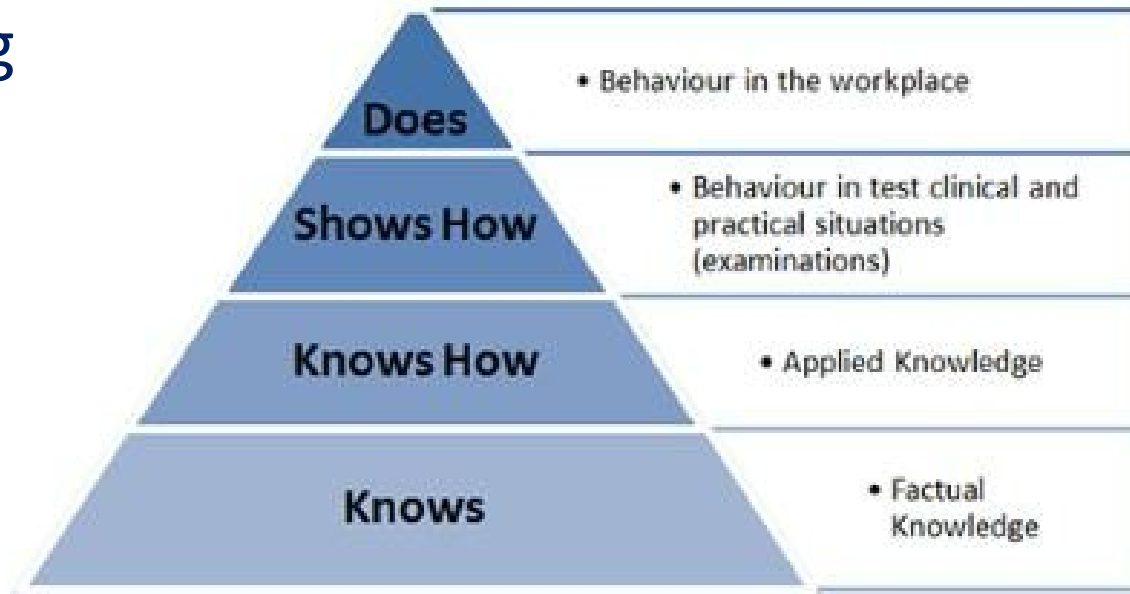 g
Does
• Behaviour in the workplace
Shows How
• Behaviour in test clinical and
practical situations
(examinations)
Knows How
• Applied Knowledge
Knows
• Factual
Knowledge